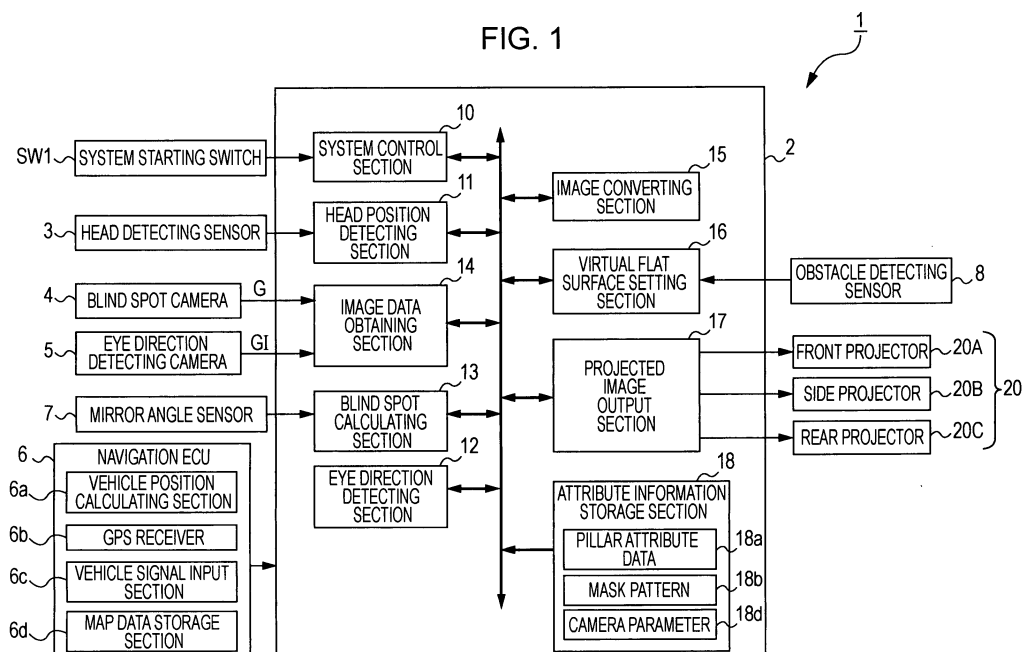 FIG. 1
1
SW1
SYSTEM STARTING SWITCH
10
SYSTEM CONTROL
SECTION
2
15
IMAGE CONVERTING
SECTION
3
HEAD DETECTING SENSOR
11
HEAD POSITION
DETECTING
SECTION
16
VIRTUAL FLAT
SURFACE SETTING
SECTION
OBSTACLE DETECTING
SENSOR
8
4
BLIND SPOT CAMERA
G
14
IMAGE DATA
OBTAINING
SECTION
5
EYE DIRECTION
DETECTING CAMERA
GI
17
PROJECTED
IMAGE
OUTPUT
SECTION
FRONT PROJECTOR
20A
SIDE PROJECTOR
20B
20
REAR PROJECTOR
20C
7
MIRROR ANGLE SENSOR
13
BLIND SPOT
CALCULATING
SECTION
6
NAVIGATION ECU
6a
VEHICLE POSITION
CALCULATING SECTION
6b
GPS RECEIVER
6c
VEHICLE SIGNAL INPUT
SECTION
6d
MAP DATA STORAGE
SECTION
12
EYE DIRECTION
DETECTING
SECTION
18
ATTRIBUTE INFORMATION
STORAGE SECTION
PILLAR ATTRIBUTE
DATA
18a
MASK PATTERN
18b
CAMERA PARAMETER
18d